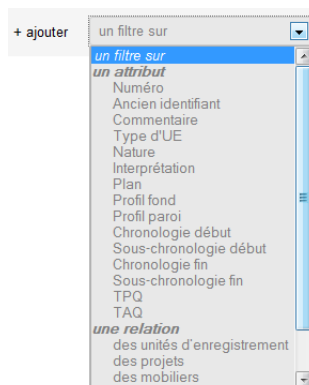 + ajouter un filtre sur
un filtre sur
un attribut
Numéro
Ancien identifiant
Commentaire
Type d'UE
Nature
Interprétation
Plan
Profil fond
Profil paroi
Chronologie début
Sous-chronologie début
Chronologie fin
Sous-chronologie fin
TPQ
TAQ
une relation
des unités d'enregistrement
des projets
des mobiliers